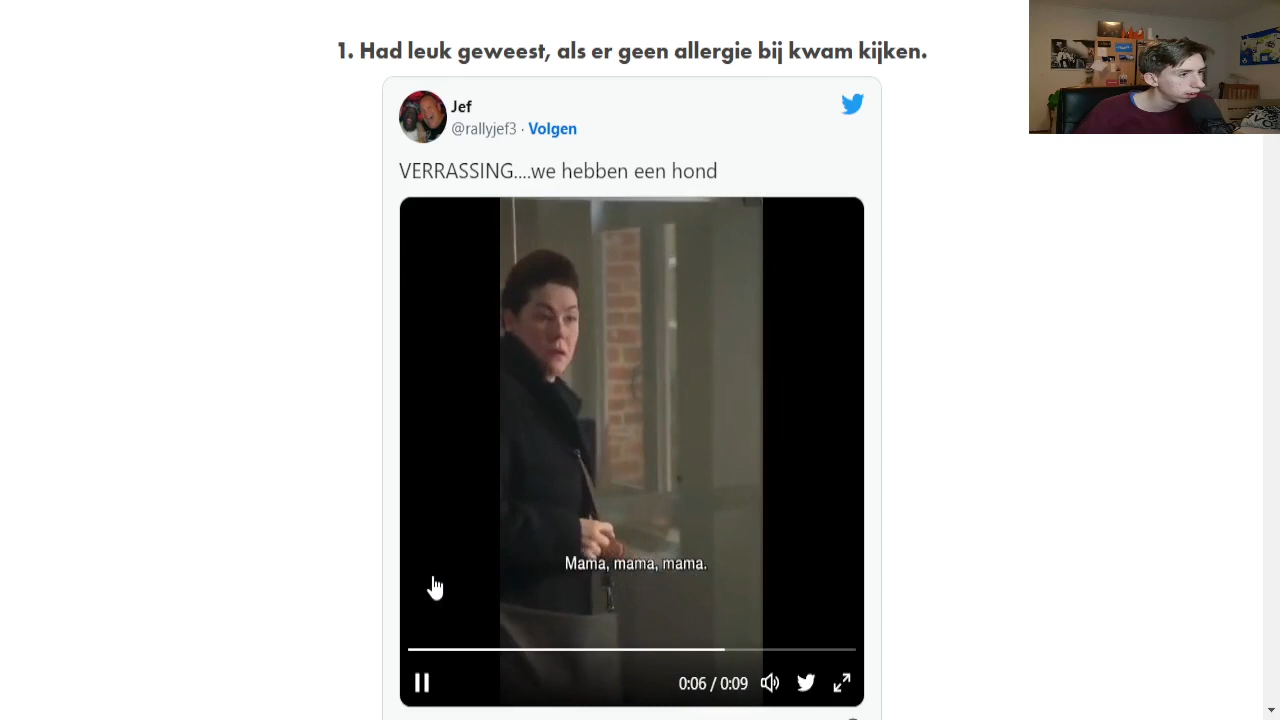 1. Had leuk geweest, als er geen allergie bij kwam kijken.
Jef
@rallyjef3 · Volgen
VERRASSING....we hebben een hond
Mama, mama, mama.
0:06 / 0:09